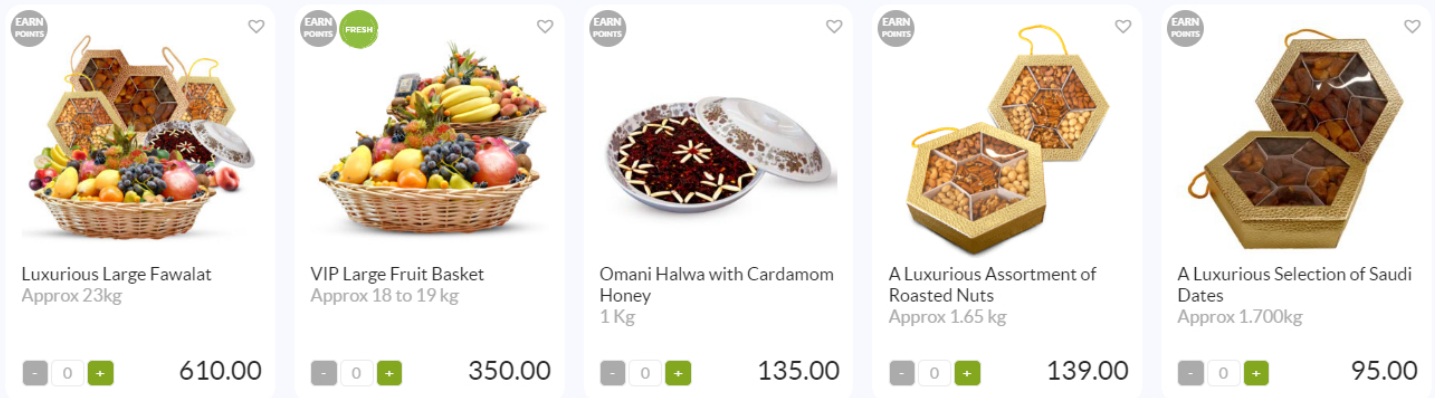 EARN
POINTS
Luxurious Large Fawalat
Approx 23kg
- 0 +
610.00
EARN
POINTS
FRESH
VIP Large Fruit Basket
Approx 18 to 19 kg
- 0 +
350.00
EARN
POINTS
Omani Halwa with Cardamom
Honey
1 Kg
- 0 +
135.00
EARN
POINTS
A Luxurious Assortment of
Roasted Nuts
Approx 1.65 kg
- 0 +
139.00
EARN
POINTS
A Luxurious Selection of Saudi
Dates
Approx 1.700kg
- 0 +
95.00